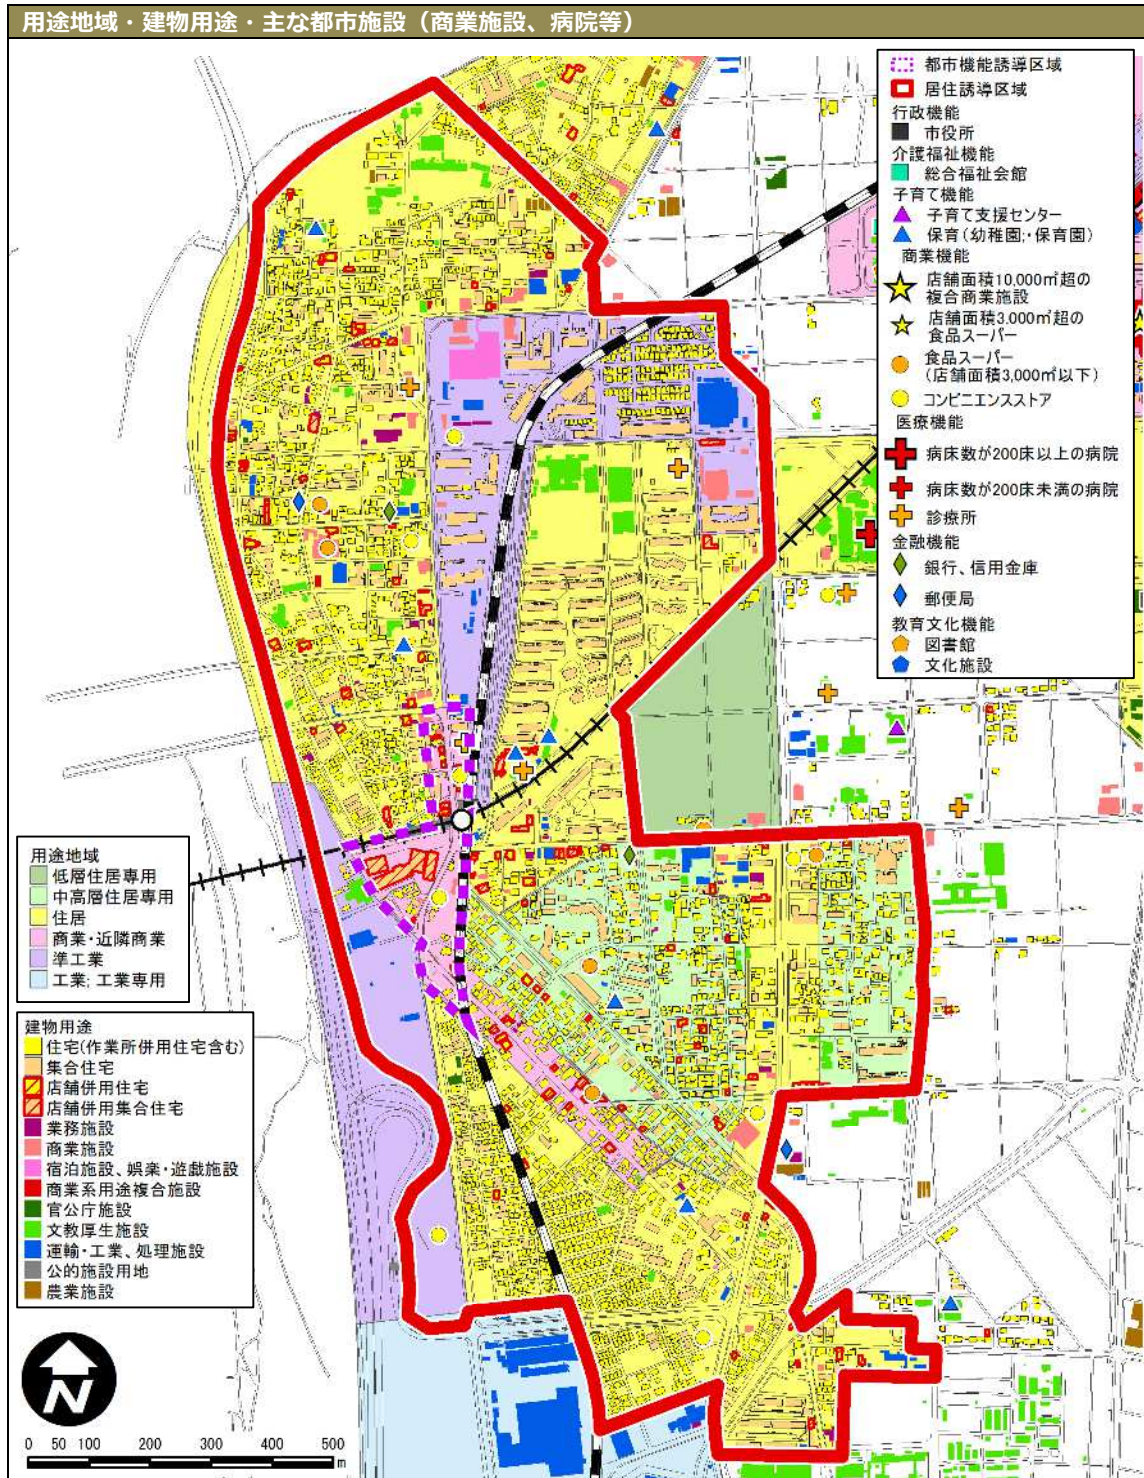 用途地域・建物用途・主な都市施設（商業施設、病院等）
都市機能誘導区域
居住誘導区域
行政機能
市役所
介護福祉機能
総合福祉会館
子育て機能
子育て支援センター
保育(幼稚園;・保育園)
商業機能
店舗面積10,000㎡超の
複合商業施設
店舗面積3,000㎡超の
食品スーパー
食品スーパー
(店舗面積3,000㎡以下)
コンビニエンスストア
医療機能
病床数が200床以上の病院
病床数が200床未満の病院
診療所
金融機能
銀行、信用金庫
郵便局
教育文化機能
図書館
文化施設
用途地域
低層住居専用
中高層住居専用
住居
商業・近隣商業
準工業
工業;工業専用
建物用途
住宅(作業所併用住宅含む)
集合住宅
店舗併用住宅
店舗併用集合住宅
業務施設
商業施設
宿泊施設、娯楽・遊戯施設
商業系用途複合施設
官公庁施設
文教厚生施設
運輸・工業、処理施設
公的施設用地
農業施設
N
0 50 100 200 300 400 500
m